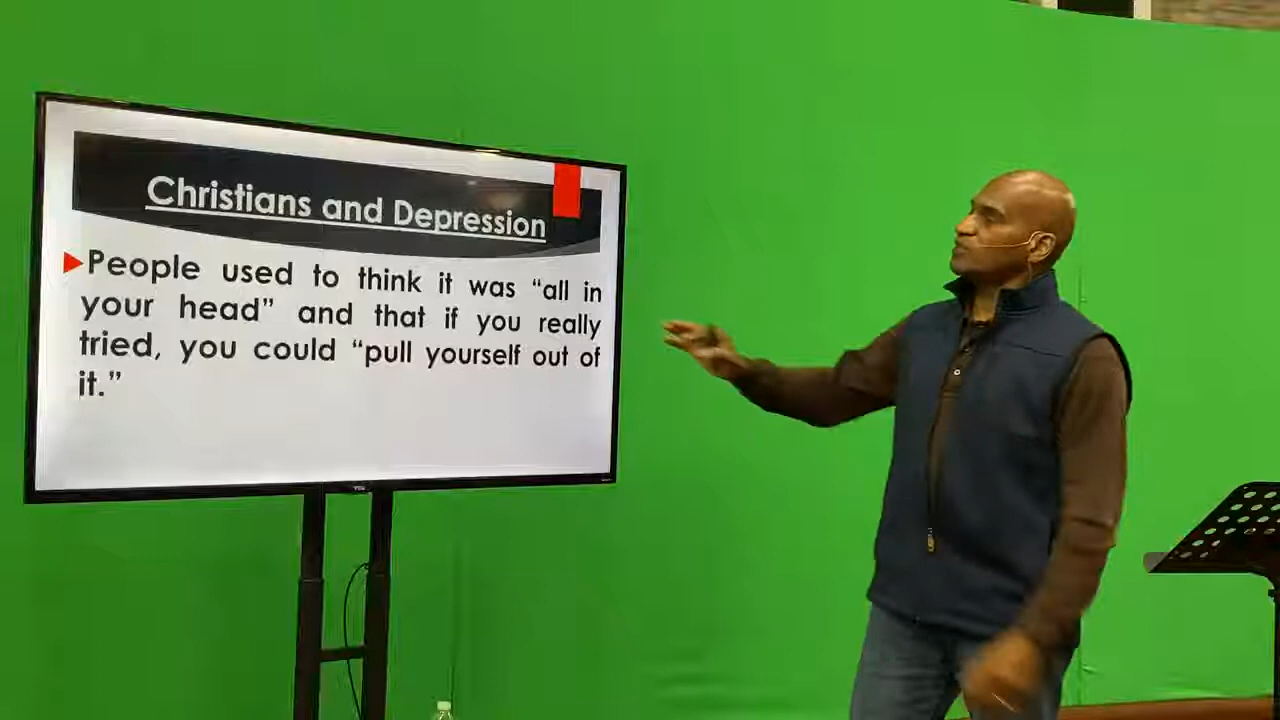 Christians and Depression
People used to think it was “all in
your head” and that if you really
tried, you could “pull yourself out of
it.”
TCL